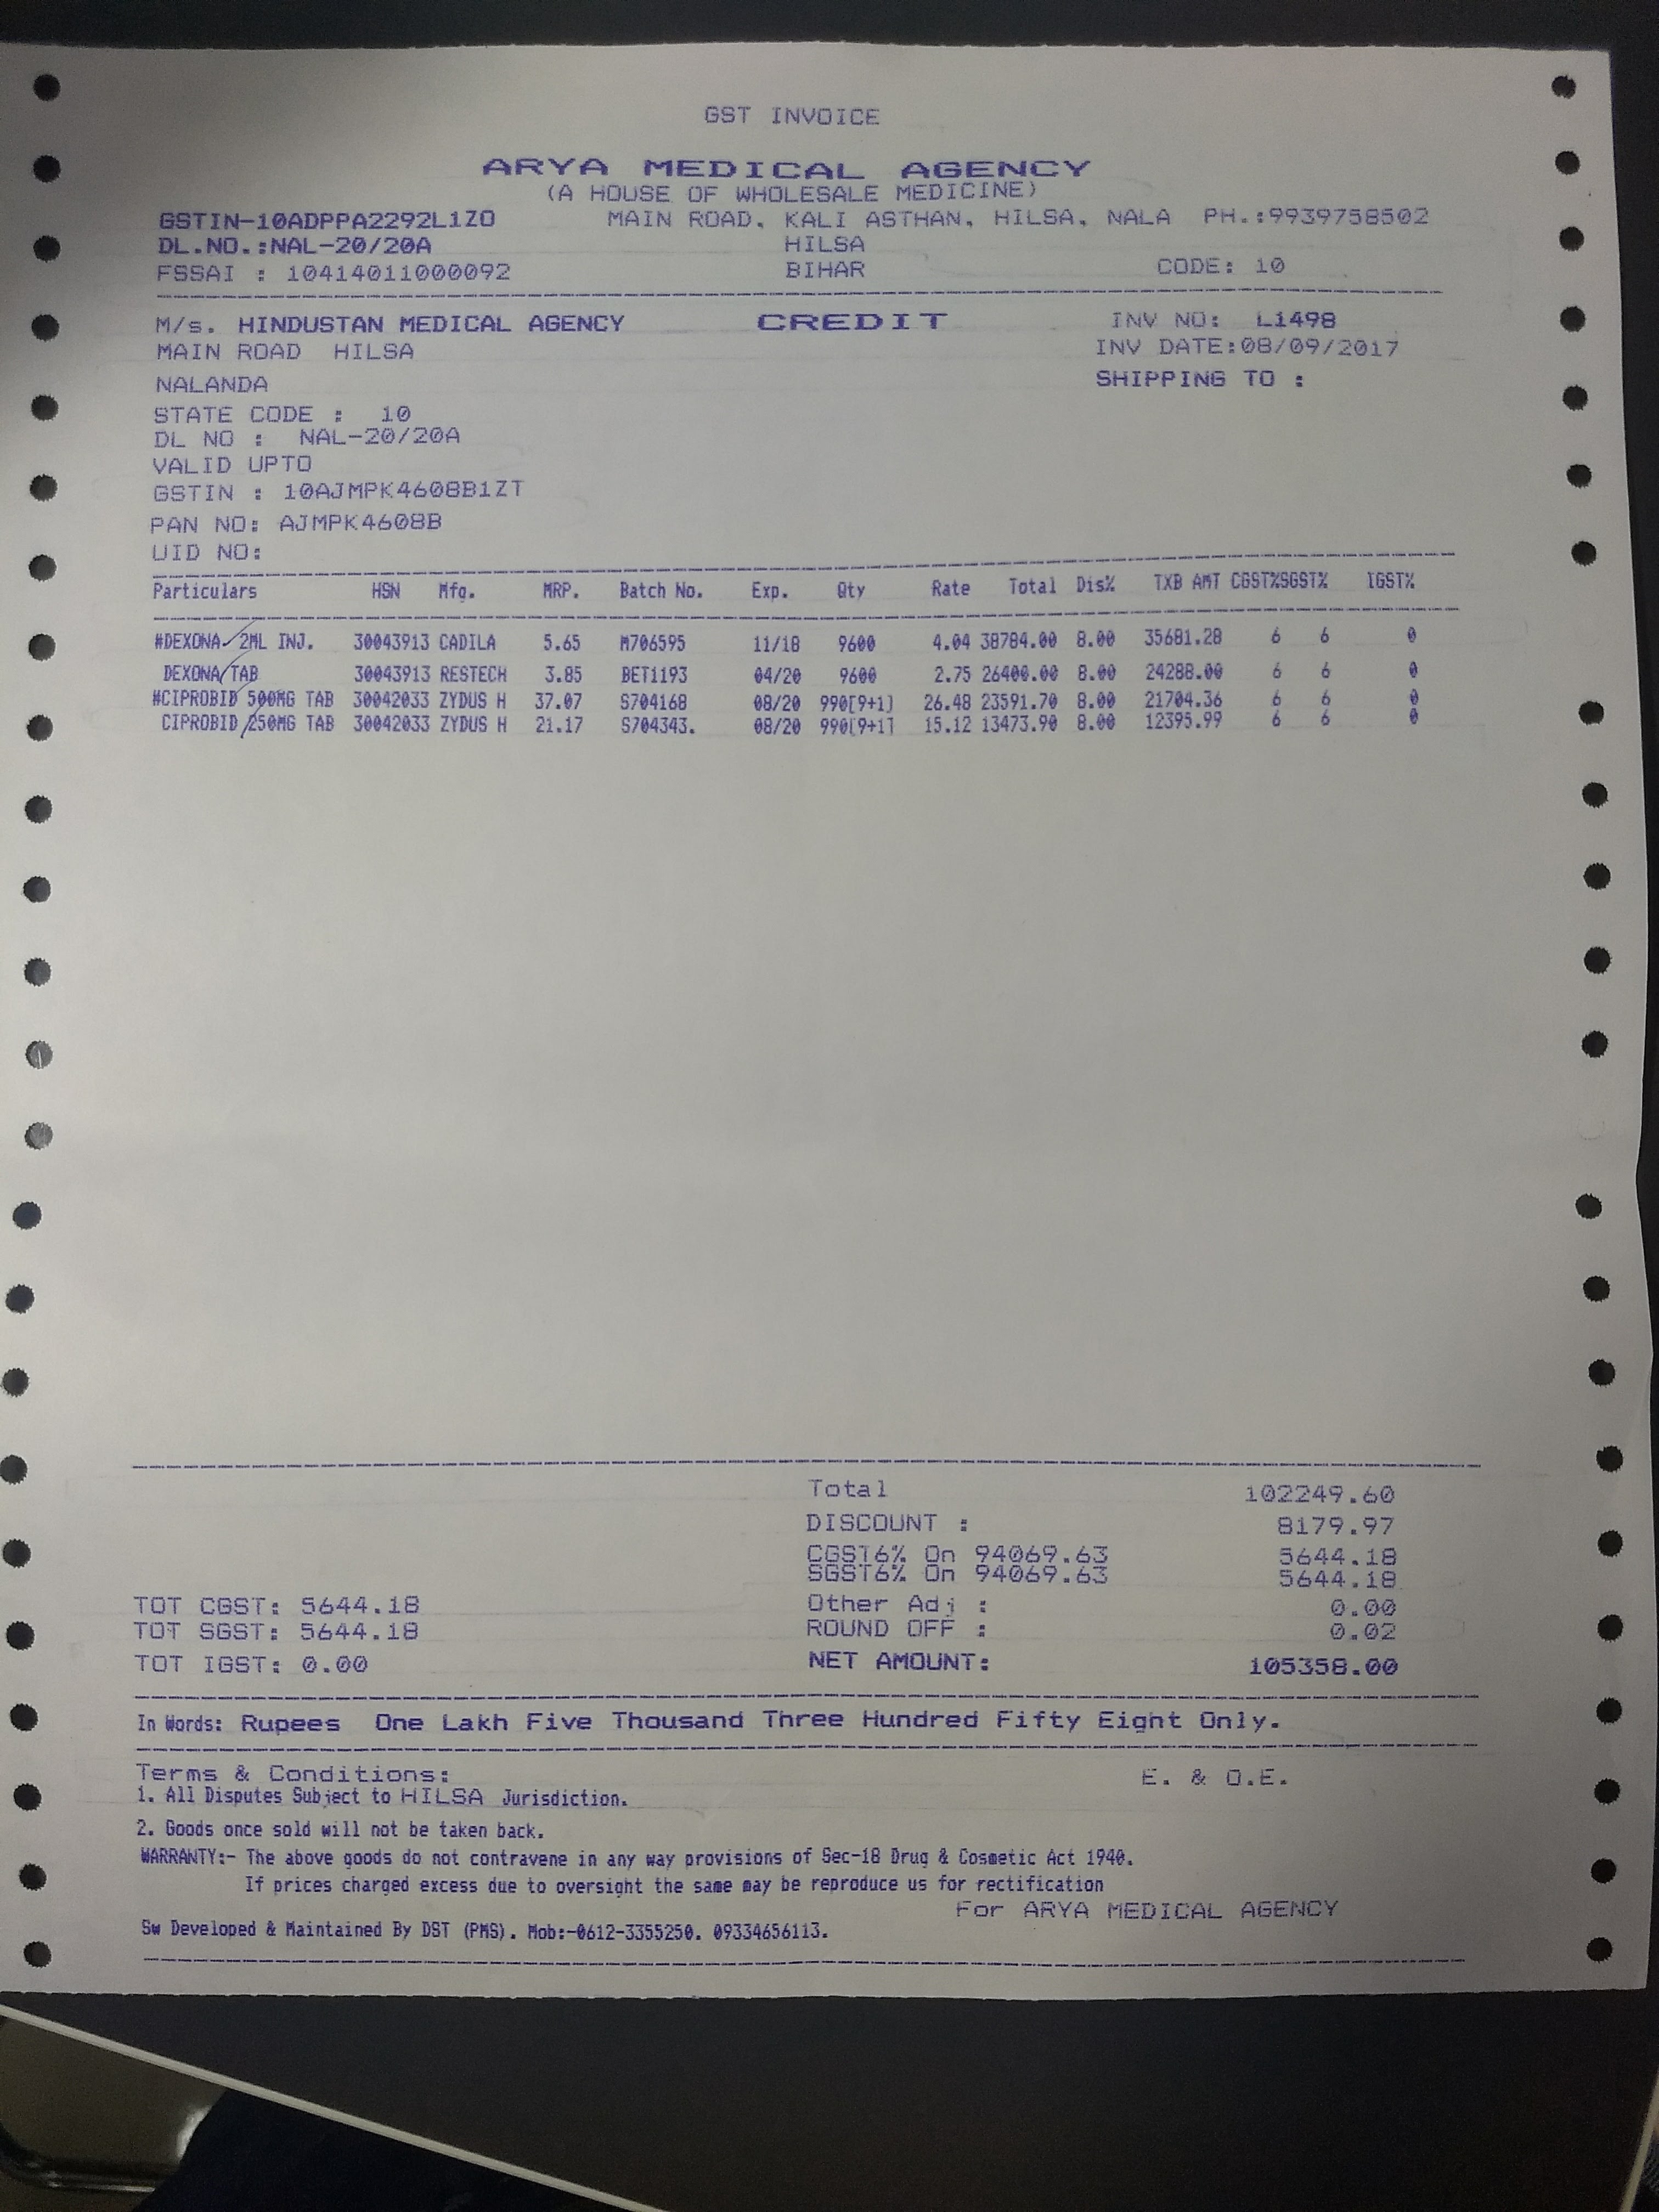 GST INVOICE
ARYA MEDICAL AGENCY
(A HOUSE OF WHOLESALE MEDICINE)
GSTIN-10ADPPA2292L1ZO MAIN ROAD, KALI ASTHAN, HILSA, NALA PH.:9939758502
DL.NO.:NAL-20/20A HILSA
FSSAI : 10414011000092 BIHAR CODE: 10
M/s. HINDUSTAN MEDICAL AGENCY CREDIT INV NO: L1498
MAIN ROAD HILSA INV DATE:08/09/2017
NALANDA SHIPPING TO :
STATE CODE : 10
DL NO : NAL-20/20A
VALID UPTO
GSTIN : 10AJMPK4608B1ZT
PAN NO: AJMPK4608B
UID NO:
Particulars HSN Mfg. MRP. Batch No. Exp. Qty Rate Total Dis% TXB AMT CGST%SGST% IGST%
#DEXONA 2ML INJ. 30043913 CADILA 5.65 M706595 11/18 9600 4.04 38784.00 8.00 35681.28 6 6 0
DEXONA TAB 30043913 RESTECH 3.85 BET1193 04/20 9600 2.75 26400.00 8.00 24288.00 6 6 0
#CIPROBID 500MG TAB 30042033 ZYDUS H 37.07 S704168 08/20 990[9+1] 26.48 23591.70 8.00 21704.36 6 6 0
CIPROBID 250MG TAB 30042033 ZYDUS H 21.17 S704343. 08/20 990[9+1] 15.12 13473.90 8.00 12395.99 6 6 0
Total 102249.60
DISCOUNT : 8179.97
CGST6% On 94069.63 5644.18
SGST6% On 94069.63 5644.18
TOT CGST: 5644.18 Other Adj : 0.00
TOT SGST: 5644.18 ROUND OFF : 0.02
TOT IGST: 0.00 NET AMOUNT: 105358.00
In Words: Rupees One Lakh Five Thousand Three Hundred Fifty Eight Only.
Terms & Conditions: E. & O.E.
1. All Disputes Subject to HILSA Jurisdiction.
2. Goods once sold will not be taken back.
WARRANTY:- The above goods do not contravene in any way provisions of Sec-18 Drug & Cosmetic Act 1940.
If prices charged excess due to oversight the same may be reproduce us for rectification
For ARYA MEDICAL AGENCY
Sw Developed & Maintained By DST (PMS). Mob:-0612-3355250, 09334656113.